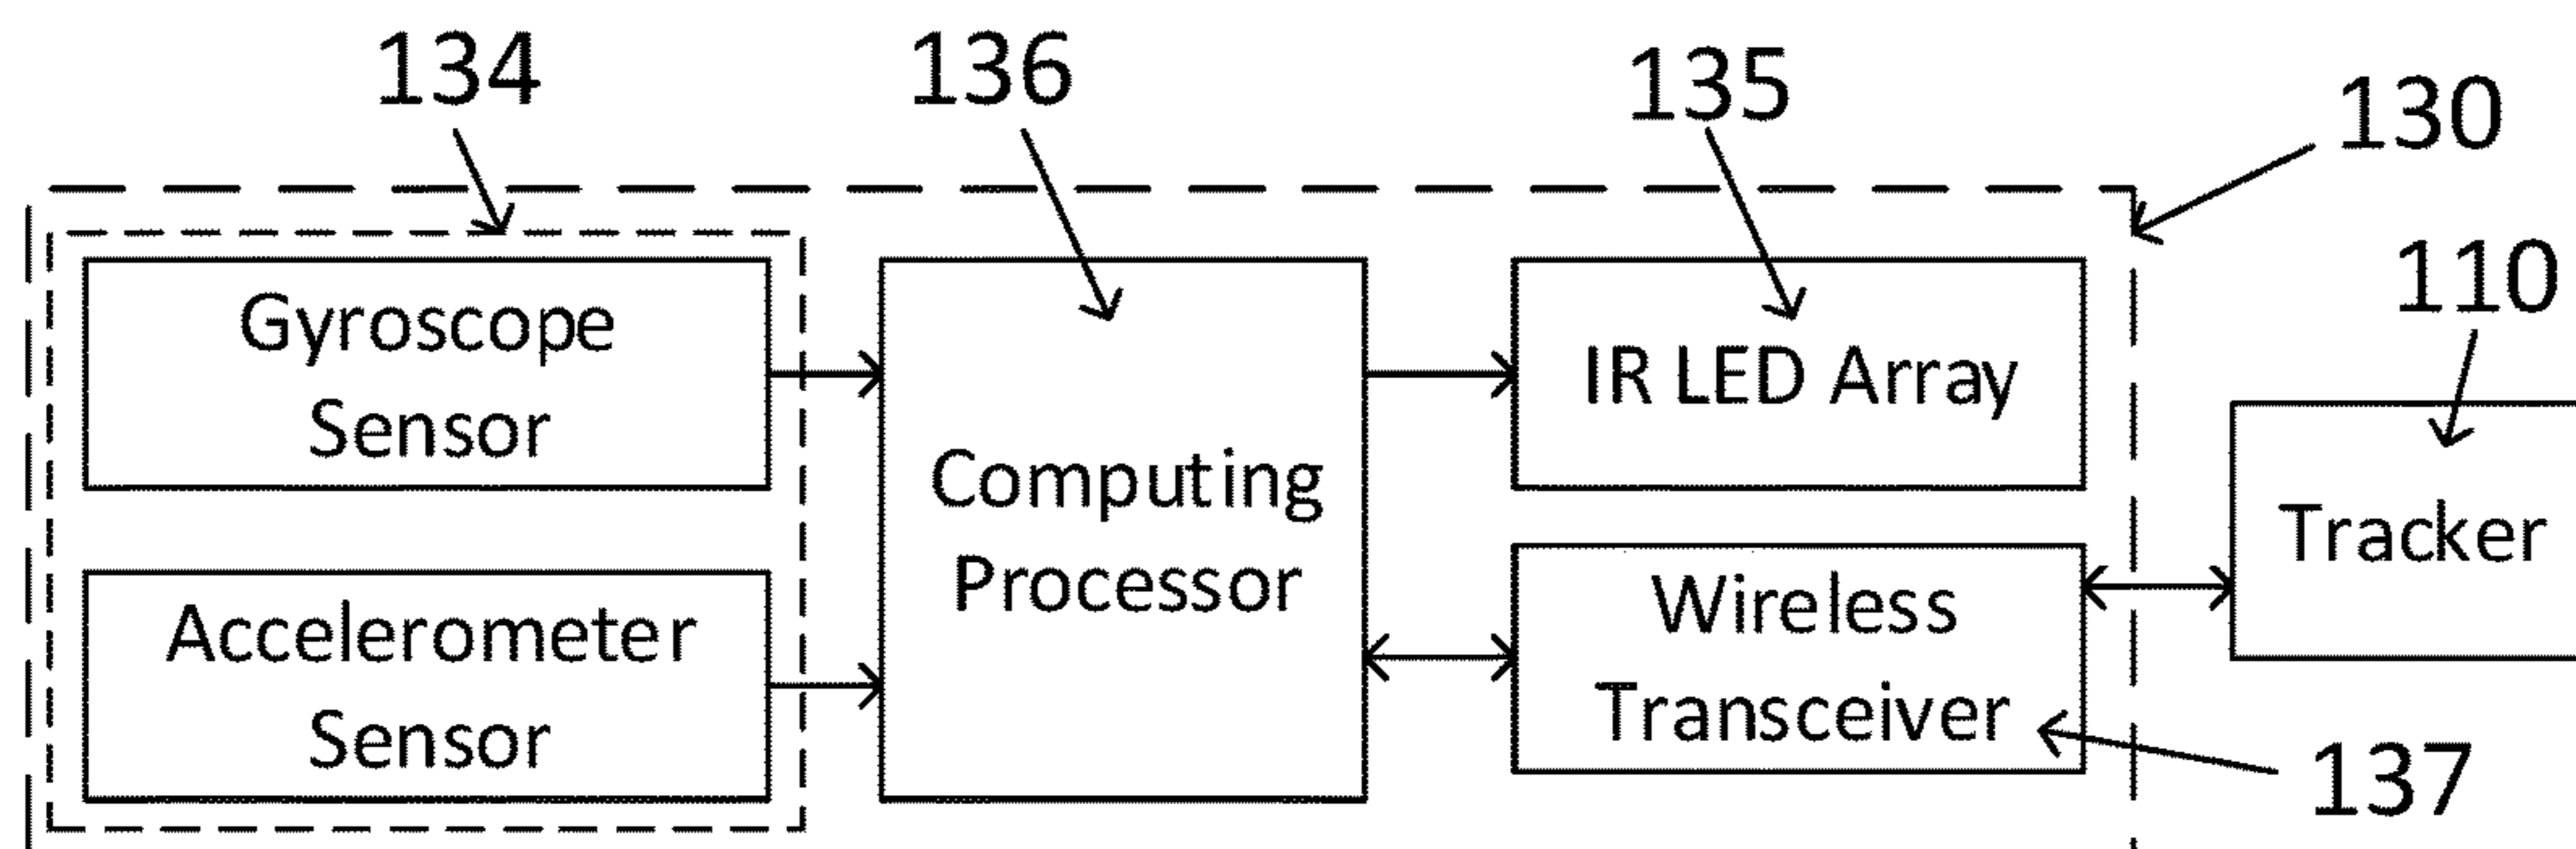 134
136
135
130
110
Gyroscope
Sensor
Computing
Processor
IR LED Array
Tracker
Accelerometer
Sensor
Wireless
Transceiver
137